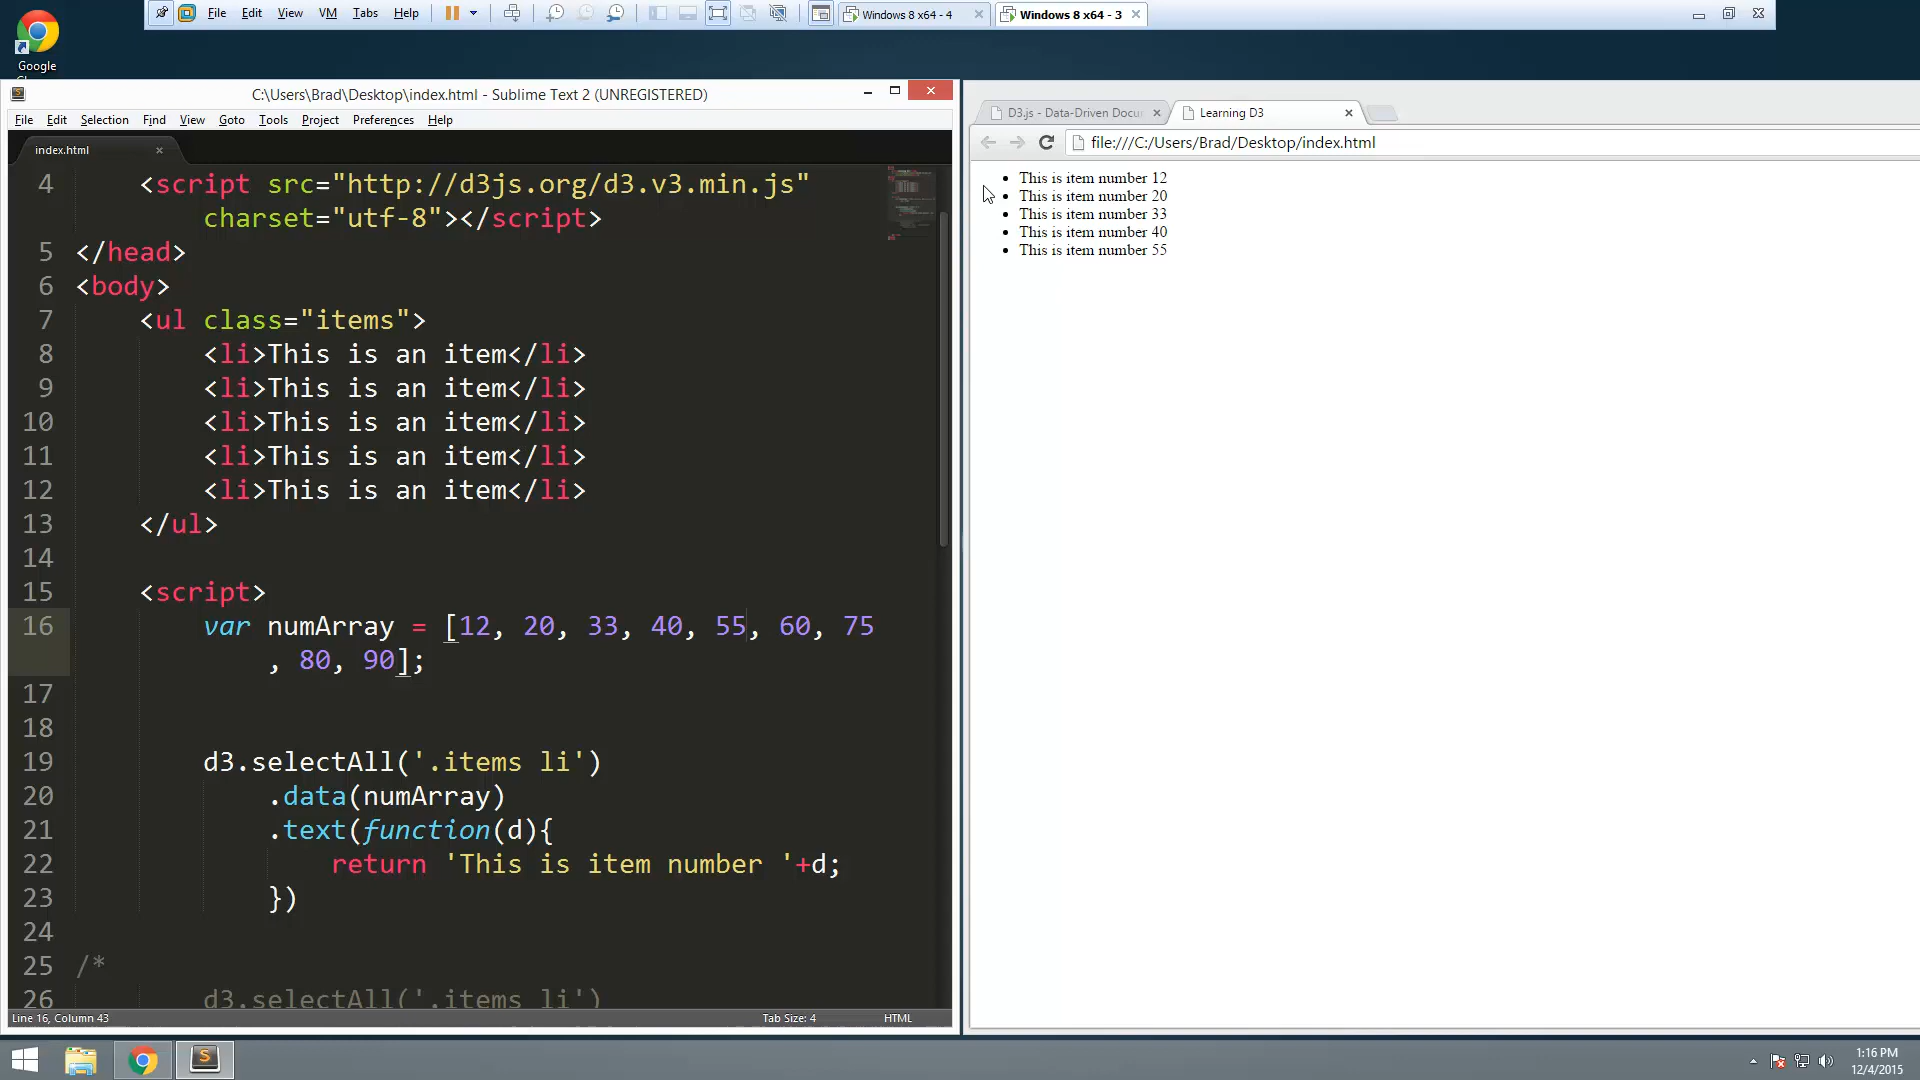 File Edit View VM Tabs Help
Windows 8 x64 - 4
Windows 8 x64 - 3
Google
C:\Users\Brad\Desktop\index.html - Sublime Text 2 (UNREGISTERED)
File Edit Selection Find View Goto Tools Project Preferences Help
index.html
4 <script src="http://d3js.org/d3.v3.min.js"
charset="utf-8"></script>
5 </head>
6 <body>
7 <ul class="items">
8 <li>This is an item</li>
9 <li>This is an item</li>
10 <li>This is an item</li>
11 <li>This is an item</li>
12 <li>This is an item</li>
13 </ul>
14
15 <script>
16 var numArray = [12, 20, 33, 40, 55, 60, 75
, 80, 90];
17
18
19 d3.selectAll('.items li')
20 .data(numArray)
21 .text(function(d){
22 return 'This is item number '+d;
23 })
24
25 /*
26 d3.selectAll('.items li')
Line 16, Column 43
Tab Size: 4
HTML
D3.js - Data-Driven Docu
Learning D3
file:///C:/Users/Brad/Desktop/index.html
This is item number 12
This is item number 20
This is item number 33
This is item number 40
This is item number 55
1:16 PM
12/4/2015